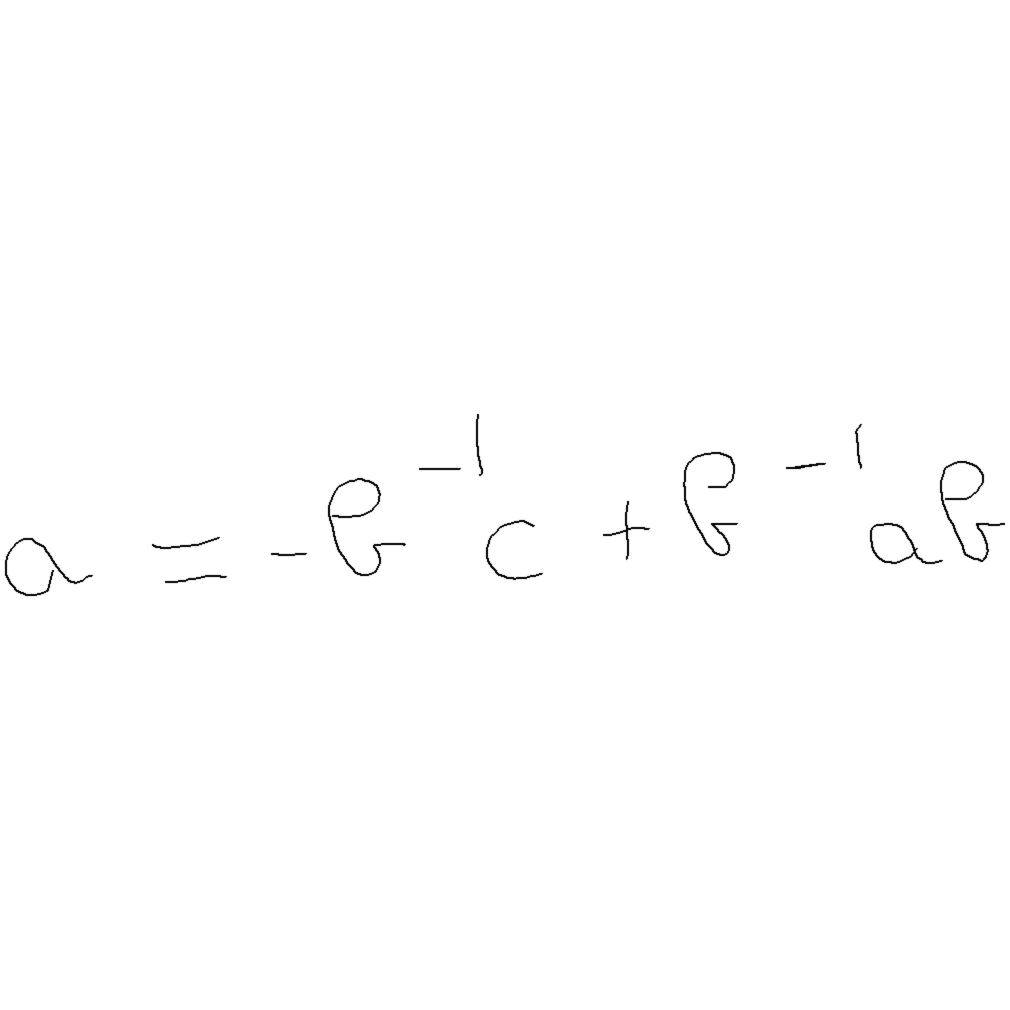 a = -b^{-1}c + b^{-1}ab